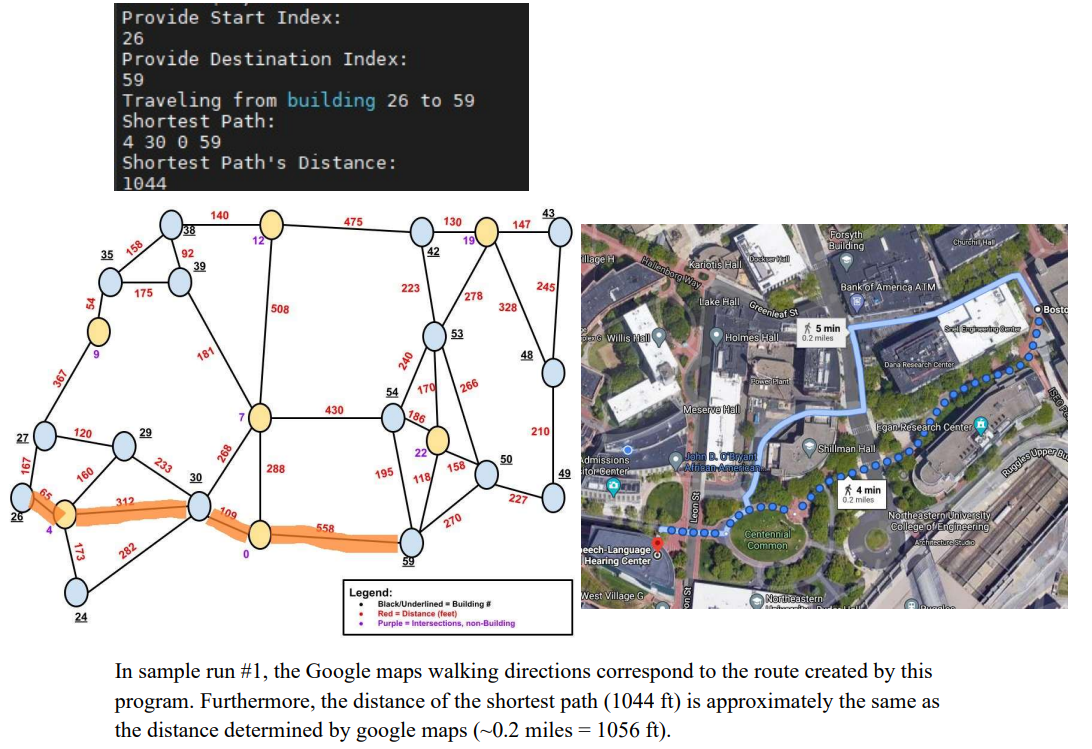 Provide Start Index:
26
Provide Destination Index:
59
Traveling from building 26 to 59
Shortest Path:
4 30 0 59
Shortest Path's Distance:
1044
140
475
130
147
43
38
12
42
19
158
92
35
39
175
54
9
223
278
328
245
508
53
48
181
240
170
266
367
54
186
7
430
22
210
27
120
29
167
160
233
268
288
195
118
158
50
49
227
30
65
312
109
26
4
0
558
270
59
173
282
24
Legend:
Black/Underlined = Building #
Red = Distance (feet)
Purple = Intersections, non-Building
Forsyth
Building
Churchill Hall
illage H
Hallenborg Way
Kariotis Hall
Dockser Hall
Bank of America ATM
Lake Hall
Greenleaf St
5 min
0.2 miles
Bosto
Snell Engineering Center
Willis Hall
Holmes Hall
Dana Research Center
Power Plant
Meserve Hall
Egan Research Center
Shillman Hall
dmissions
itor Center
John D. O'Bryant
African-American...
Ruggles Upper Bu
4 min
0.2 miles
Leon St
Northeastern University
College of Engineering
Architecture Studio
Centennial
Common
eech-Language
Hearing Center
West Village G
on St
Northeastern
Ruggles
In sample run #1, the Google maps walking directions correspond to the route created by this
program. Furthermore, the distance of the shortest path (1044 ft) is approximately the same as
the distance determined by google maps (~0.2 miles = 1056 ft).